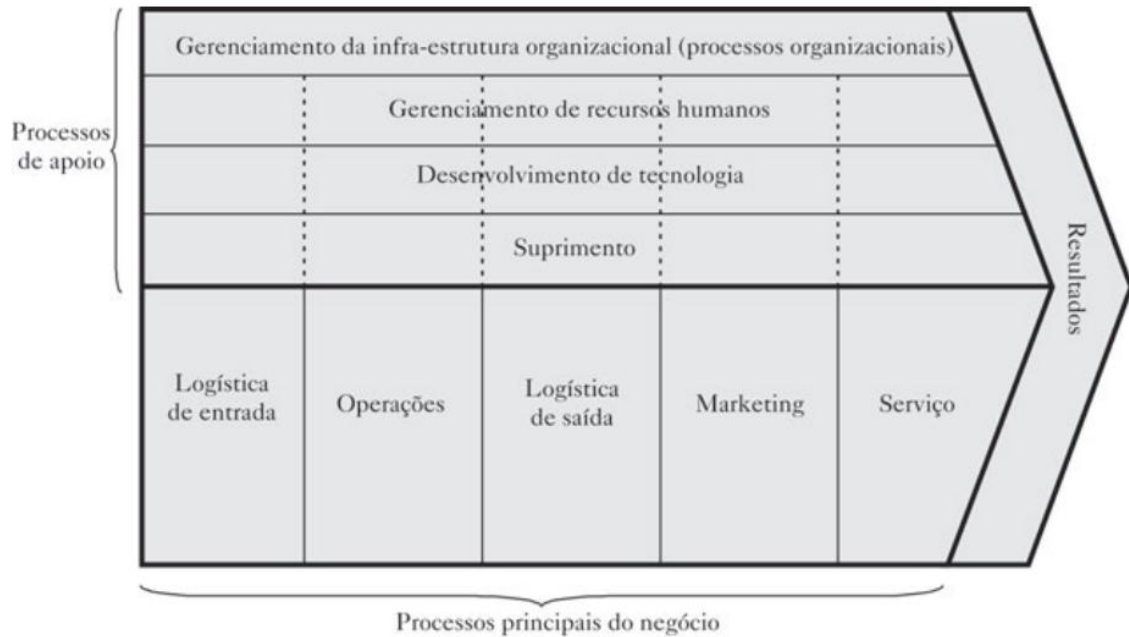 Gerenciamento da infra-estrutura organizacional (processos organizacionais)
Gerenciamento de recursos humanos
Processos
de apoio
Desenvolvimento de tecnologia
Suprimento
Resultados
Logística
de entrada
Operações
Logística
de saída
Marketing
Serviço
Processos principais do negócio